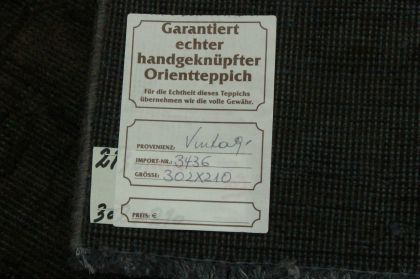 Garantiert
echter
handgeknüpfter
Orientteppich
Für die Echtheit dieses Teppichs
übernehmen wir die volle Gewähr.
PROVENIENZ: Vintage
IMPORT-NR.: 3436
GRÖSSE: 302X210
PREIS: €